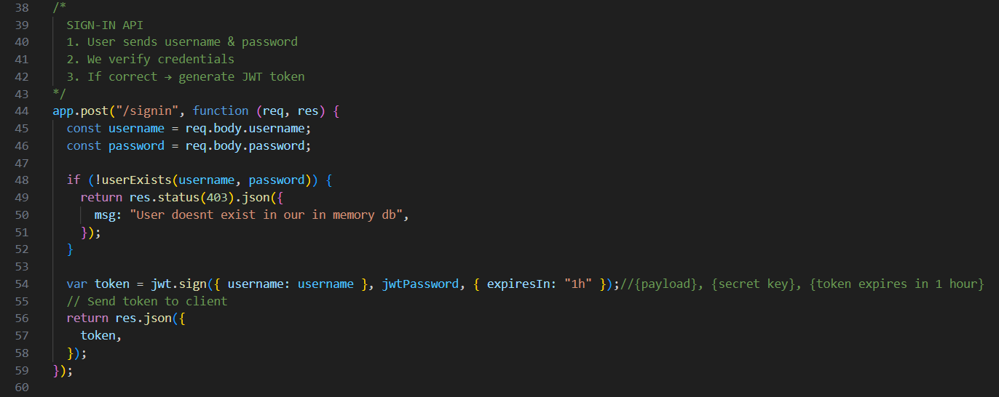 38 /*
39   SIGN-IN API
40   1. User sends username & password
41   2. We verify credentials
42   3. If correct → generate JWT token
43 */
44 app.post("/signin", function (req, res) {
45   const username = req.body.username;
46   const password = req.body.password;
47
48   if (!userExists(username, password)) {
49     return res.status(403).json({
50       msg: "User doesnt exist in our in memory db",
51     });
52   }
53
54   var token = jwt.sign({ username: username }, jwtPassword, { expiresIn: "1h" });//{payload}, {secret key}, {token expires in 1 hour}
55   // Send token to client
56   return res.json({
57     token,
58   });
59 });
60